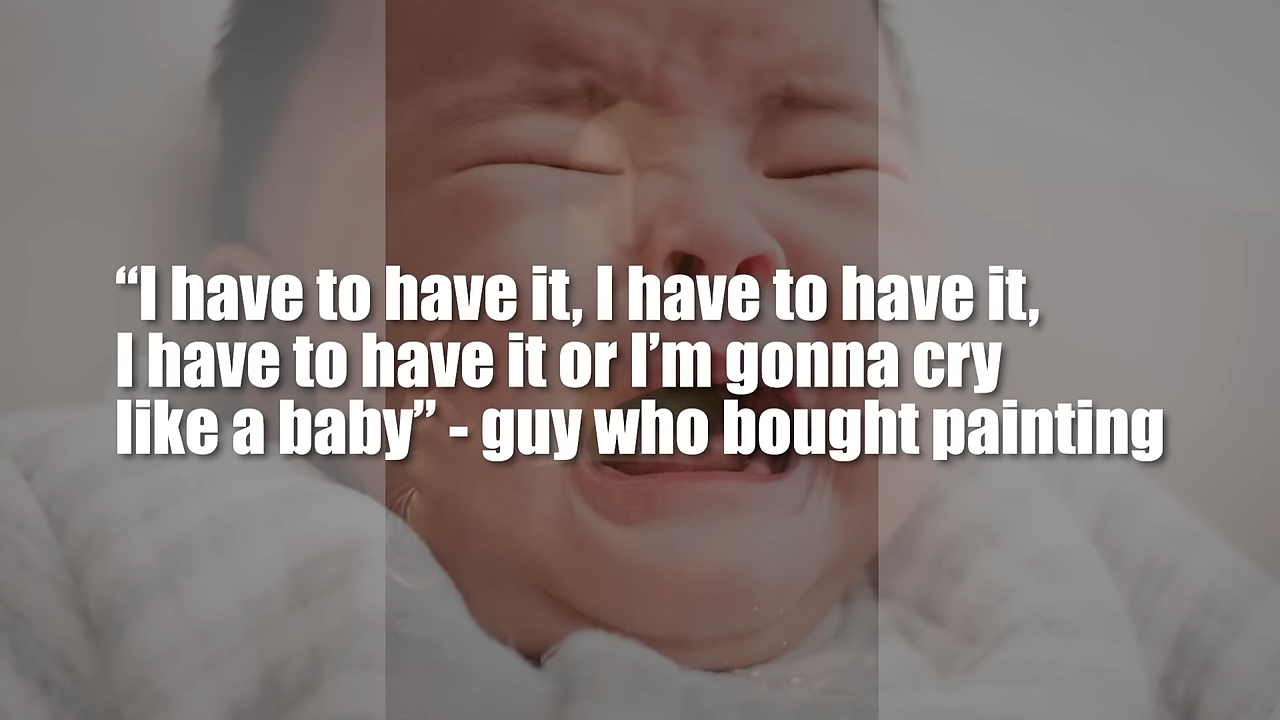 “I have to have it, I have to have it,
I have to have it or I’m gonna cry
like a baby” - guy who bought painting